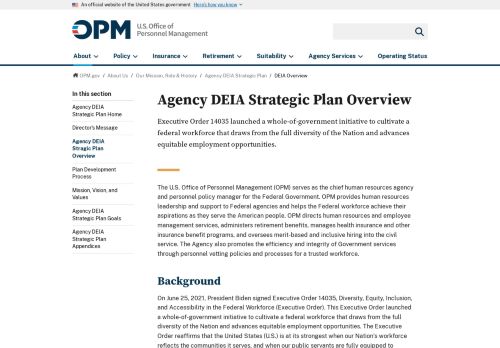 An official website of the United States government Here's how you know
OPM U.S. Office of
Personnel Management
About Policy Insurance Retirement Suitability Agency Services Operating Status
OPM.gov / About Us / Our Mission, Role & History / Agency DEIA Strategic Plan / DEIA Overview
In this section
Agency DEIA
Strategic Plan Home
Director's Message
Agency DEIA
Stragic Plan
Overview
Plan Development
Process
Mission, Vision, and
Values
Agency DEIA
Strategic Plan Goals
Agency DEIA
Strategic Plan
Appendices
Agency DEIA Strategic Plan Overview
Executive Order 14035 launched a whole-of-government initiative to cultivate a
federal workforce that draws from the full diversity of the Nation and advances
equitable employment opportunities.
The U.S. Office of Personnel Management (OPM) serves as the chief human resources agency
and personnel policy manager for the Federal Government. OPM provides human resources
leadership and support to Federal agencies and helps the Federal workforce achieve their
aspirations as they serve the American people. OPM directs human resources and employee
management services, administers retirement benefits, manages health insurance and other
insurance benefit programs, and oversees merit-based and inclusive hiring into the civil
service. The Agency also promotes the efficiency and integrity of Government services
through personnel vetting policies and processes for a trusted workforce.
Background
On June 25, 2021, President Biden signed Executive Order 14035, Diversity, Equity, Inclusion,
and Accessibility in the Federal Workforce (Executive Order). This Executive Order launched
a whole-of-government initiative to cultivate a federal workforce that draws from the full
diversity of the Nation and advances equitable employment opportunities. The Executive
Order reaffirms that the United States (U.S.) is at its strongest when our Nation's workforce
reflects the communities it serves, and when our public servants are fully equipped to